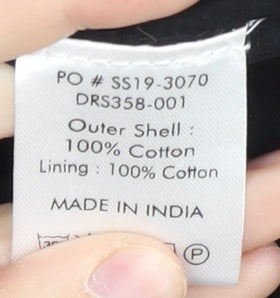 PO # SS19-3070
DRS358-001
Outer Shell :
100% Cotton
Lining : 100% Cotton
MADE IN INDIA
P